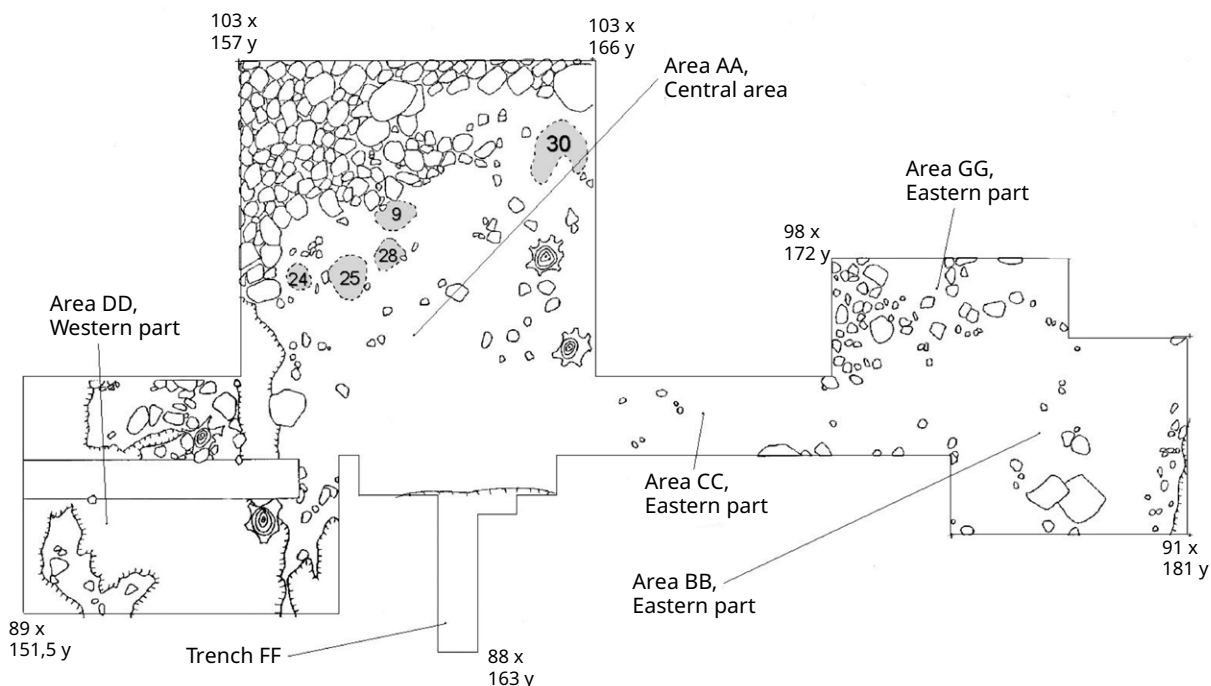 103 x
157 y
103 x
166 y
Area AA,
Central area
30
Area GG,
Eastern part
9
98 x
172 y
28
24
25
Area DD,
Western part
Area CC,
Eastern part
91 x
181 y
Area BB,
Eastern part
89 x
151,5 y
Trench FF
88 x
163 y